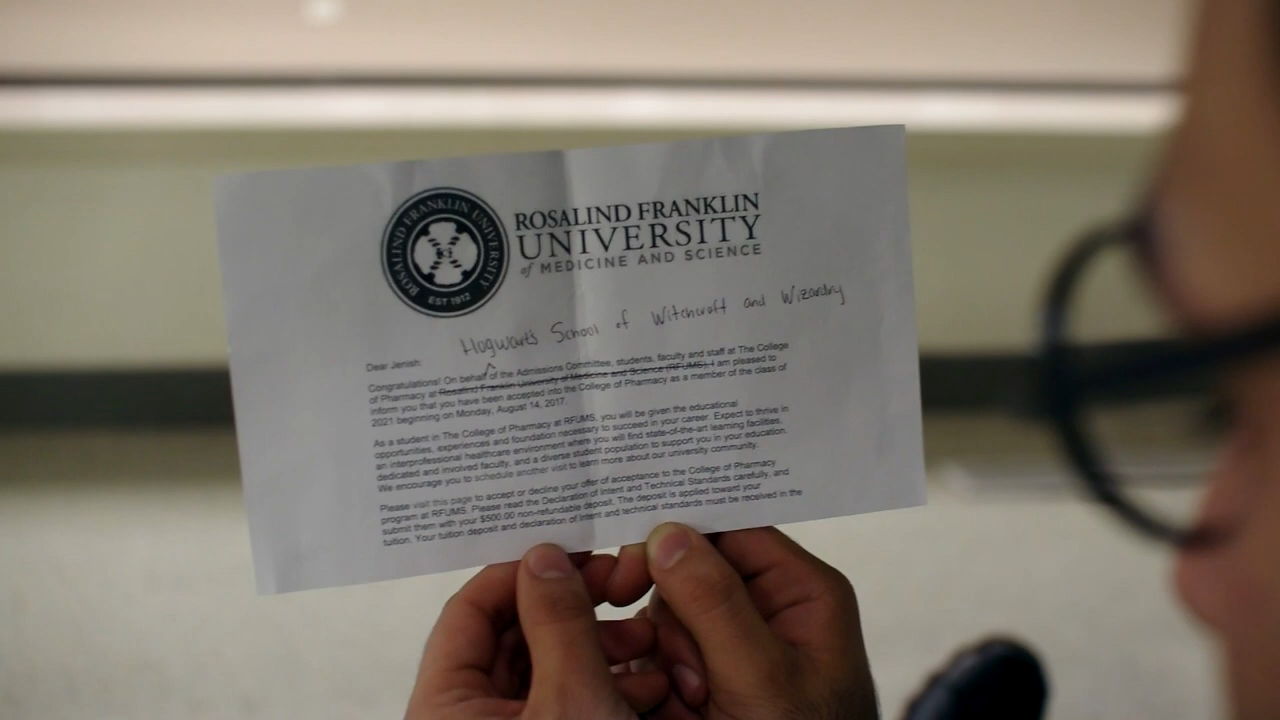 ROSALIND FRANKLIN UNIVERSITY
EST 1912
ROSALIND FRANKLIN
UNIVERSITY
of MEDICINE AND SCIENCE
Hogwarts School of Witchcraft and Wizardry
Dear Jenish:
Congratulations! On behalf of the Admissions Committee, students, faculty and staff at The College
of Pharmacy at Rosalind Franklin University of Medicine and Science (RFUMS), I am pleased to
inform you that you have been accepted into the College of Pharmacy as a member of the class of
2021 beginning on Monday, August 14, 2017.
As a student in The College of Pharmacy at RFUMS, you will be given the educational
opportunities, experiences and foundation necessary to succeed in your career. Expect to thrive in
an interprofessional healthcare environment where you will find state-of-the-art learning facilities,
dedicated and involved faculty, and a diverse student population to support you in your education.
We encourage you to schedule another visit to learn more about our university community.
Please visit this page to accept or decline your offer of acceptance to the College of Pharmacy
program at RFUMS. Please read the Declaration of Intent and Technical Standards carefully, and
submit them with your $500.00 non-refundable deposit. The deposit is applied toward your
tuition. Your tuition deposit and declaration of intent and technical standards must be received in the